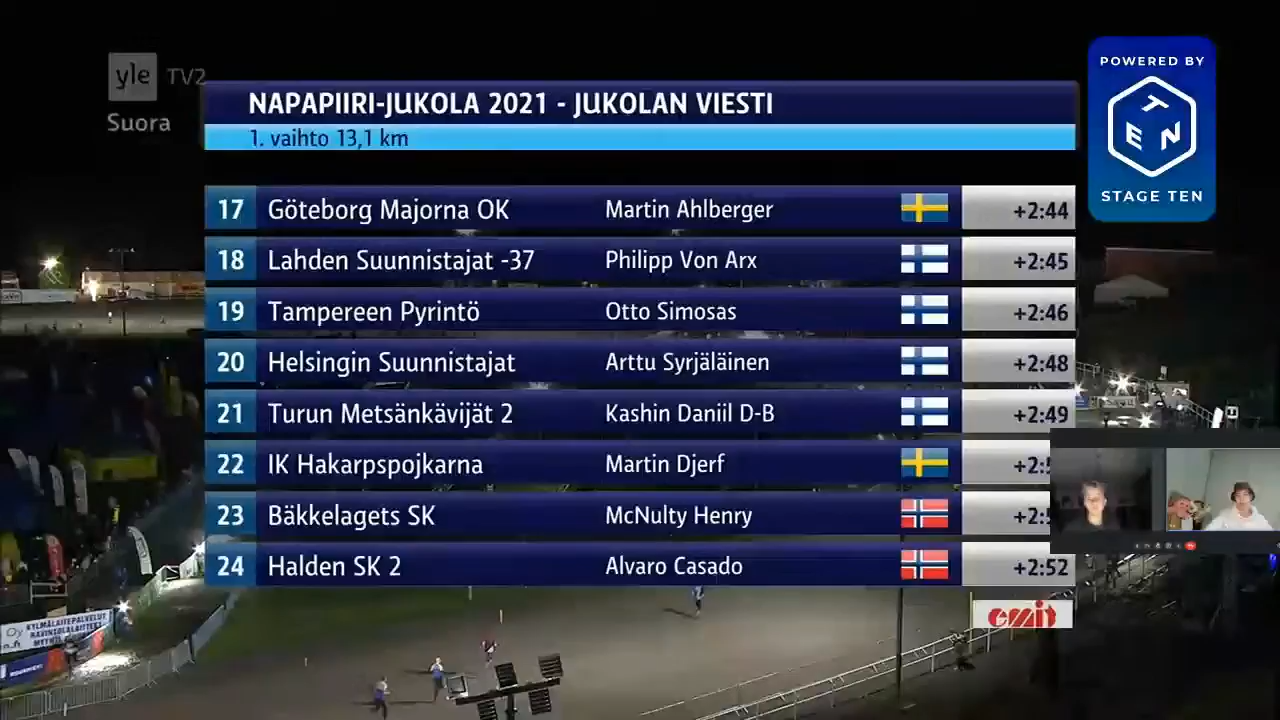 yle TV2
Suora
NAPAPIIRI-JUKOLA 2021 - JUKOLAN VIESTI
1. vaihto 13,1 km
POWERED BY
TEN
STAGE TEN
17 Göteborg Majorna OK Martin Ahlberger +2:44
18 Lahden Suunnistajat -37 Philipp Von Arx +2:45
19 Tampereen Pyrintö Otto Simosas +2:46
20 Helsingin Suunnistajat Arttu Syrjäläinen +2:48
21 Turun Metsänkävijät 2 Kashin Daniil D-B +2:49
22 IK Hakarpspojkarna Martin Djerf
23 Bäkkelagets SK McNulty Henry
24 Halden SK 2 Alvaro Casado +2:52
emit
Oy KYLMÄLAITEPALVELUT